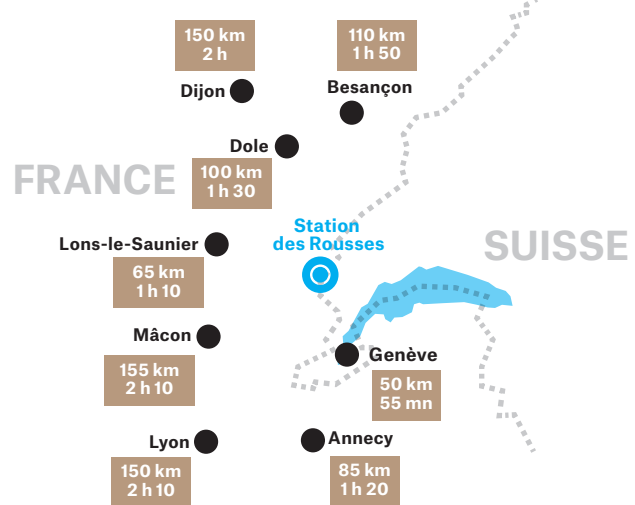 150 km
2 h
Dijon
110 km
1 h 50
Besançon
Dole
100 km
1 h 30
FRANCE
Station
des Rousses
SUISSE
Lons-le-Saunier
65 km
1 h 10
Mâcon
155 km
2 h 10
Genève
50 km
55 mn
Lyon
150 km
2 h 10
Annecy
85 km
1 h 20